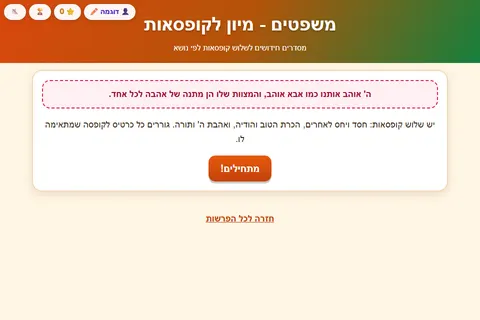 👤 דוגמה ✏️
⭐ 0
משפטים - מיון לקופסאות
מסדרים חידושים לשלוש קופסאות לפי נושא
ה' אוהב אותנו כמו אבא אוהב, והמצוות שלו הן מתנה של אהבה לכל אחד.
יש שלוש קופסאות: חסד ויחס לאחרים, הכרת הטוב והודיה, ואהבת ה' ותורה. גוררים כל כרטיס לקופסה שמתאימה
לו.
מתחילים!
חזרה לכל הפרשות